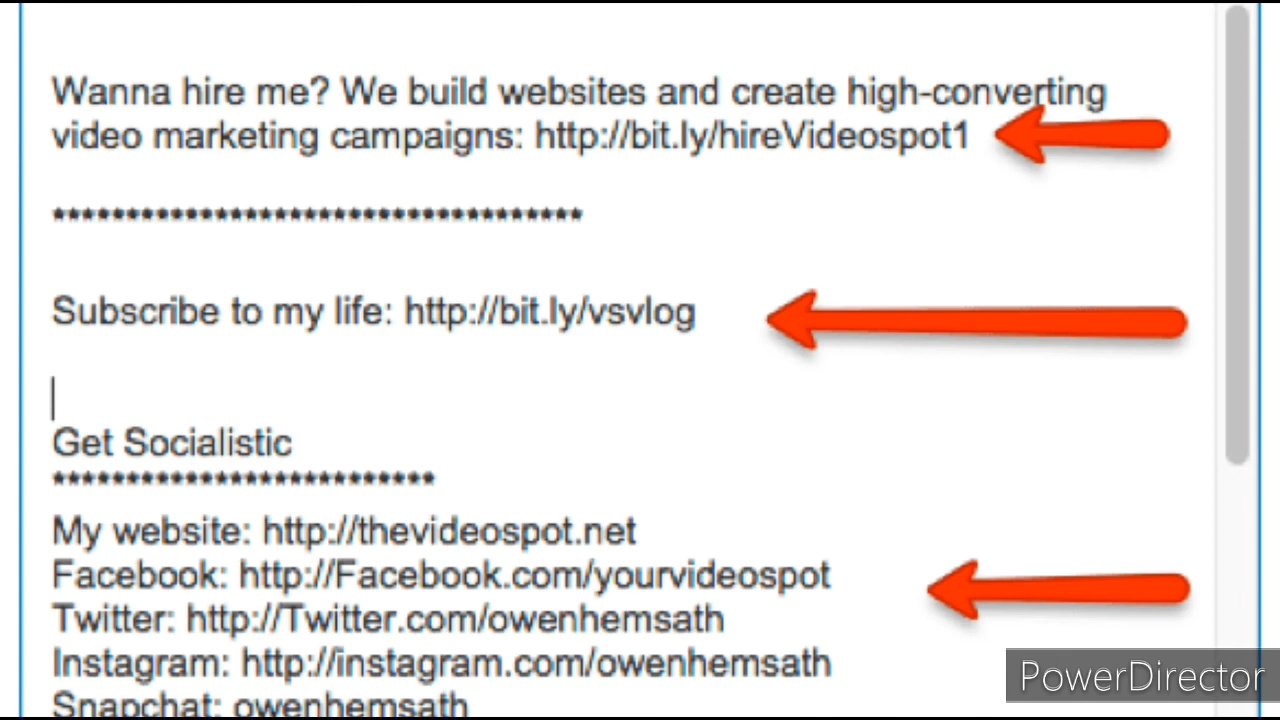 Wanna hire me? We build websites and create high-converting
video marketing campaigns: http://bit.ly/hireVideospot1
************************************
Subscribe to my life: http://bit.ly/vsvlog
Get Socialistic
**************************
My website: http://thevideospot.net
Facebook: http://Facebook.com/yourvideospot
Twitter: http://Twitter.com/owenhemsath
Instagram: http://instagram.com/owenhemsath
Snapchat: owenhemsath
PowerDirector